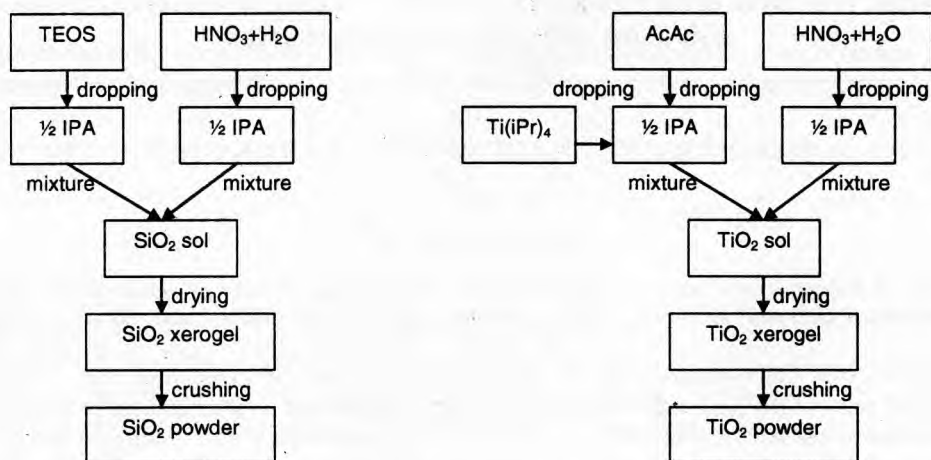 TEOS
HNO₃+H₂O
dropping
dropping
½ IPA
½ IPA
mixture
mixture
SiO₂ sol
drying
SiO₂ xerogel
crushing
SiO₂ powder
AcAc
HNO₃+H₂O
dropping
dropping
dropping
Ti(iPr)₄
½ IPA
½ IPA
mixture
mixture
TiO₂ sol
drying
TiO₂ xerogel
crushing
TiO₂ powder